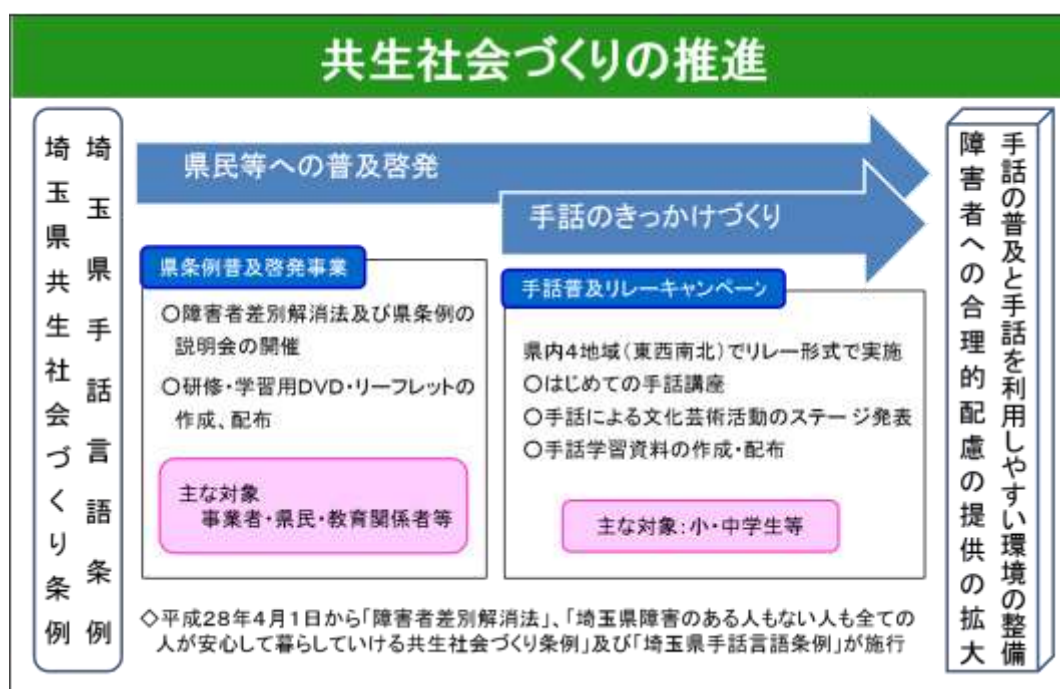 共生社会づくりの推進
埼玉県手話言語条例
埼玉県共生社会づくり条例
県民等への普及啓発
手話のきっかけづくり
県条例普及啓発事業
○障害者差別解消法及び県条例の
説明会の開催
○研修・学習用DVD・リーフレットの
作成、配布
主な対象
事業者・県民・教育関係者等
手話普及リレーキャンペーン
県内4地域(東西南北)でリレー形式で実施
○はじめての手話講座
○手話による文化芸術活動のステージ発表
○手話学習資料の作成・配布
主な対象:小・中学生等
手話の普及と手話を利用しやすい環境の整備
障害者への合理的配慮の提供の拡大
◇平成28年4月1日から「障害者差別解消法」、「埼玉県障害のある人もない人も全ての
人が安心して暮らしていける共生社会づくり条例」及び「埼玉県手話言語条例」が施行